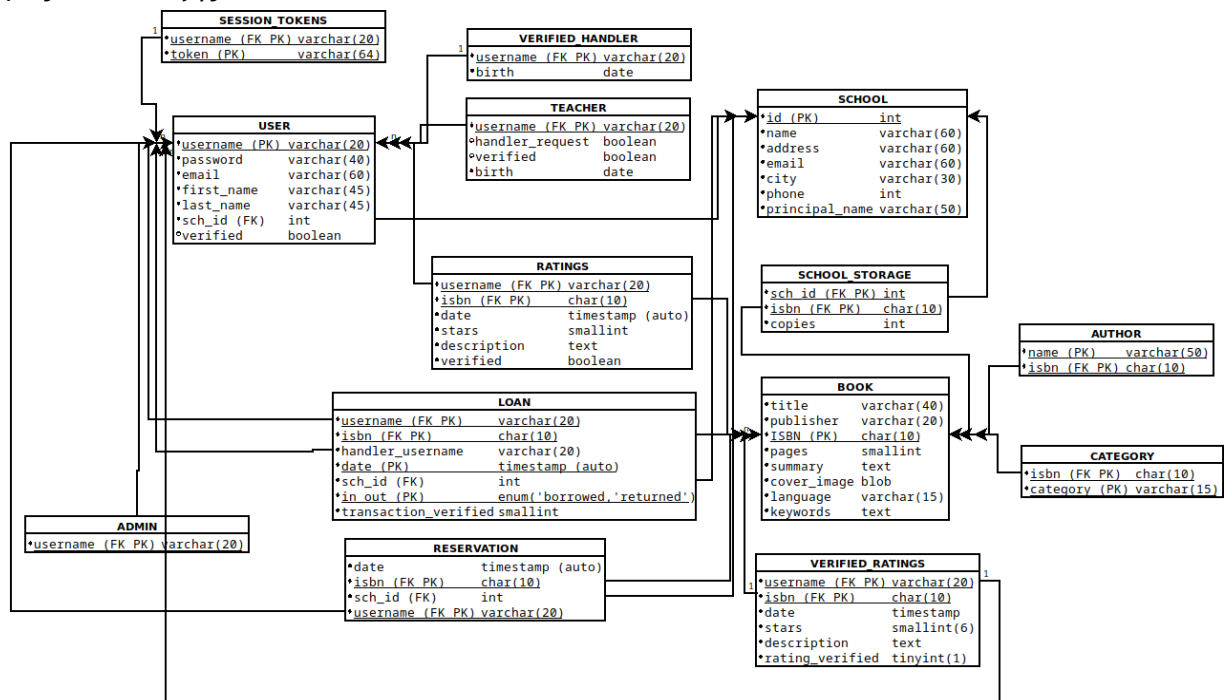 SESSION_TOKENS
username (FK PK) varchar(20)
token (PK) varchar(64)
1
VERIFIED_HANDLER
username (FK PK) varchar(20)
birth date
1
TEACHER
username (FK PK) varchar(20)
handler_request boolean
verified boolean
birth date
SCHOOL
id (PK) int
name varchar(60)
address varchar(60)
email varchar(60)
city varchar(30)
phone int
principal_name varchar(50)
USER
username (PK) varchar(20)
password varchar(40)
email varchar(60)
first_name varchar(45)
last_name varchar(45)
sch_id (FK) int
verified boolean
n
RATINGS
username (FK PK) varchar(20)
isbn (FK PK) char(10)
date timestamp (auto)
stars smallint
description text
verified boolean
SCHOOL_STORAGE
sch_id (FK PK) int
isbn (FK PK) char(10)
copies int
AUTHOR
name (PK) varchar(50)
isbn (FK PK) char(10)
BOOK
title varchar(40)
publisher varchar(20)
ISBN (PK) char(10)
pages smallint
summary text
cover_image blob
language varchar(15)
keywords text
n
LOAN
username (FK PK) varchar(20)
isbn (FK PK) char(10)
handler_username varchar(20)
date (PK) timestamp (auto)
sch_id (FK) int
in_out (PK) enum('borrowed,'returned')
transaction_verified smallint
CATEGORY
isbn (FK PK) char(10)
category (PK) varchar(15)
ADMIN
username (FK PK) varchar(20)
RESERVATION
date timestamp (auto)
isbn (FK PK) char(10)
sch_id (FK) int
username (FK PK) varchar(20)
VERIFIED_RATINGS
username (FK PK) varchar(20)
isbn (FK PK) char(10)
date timestamp
stars smallint(6)
description text
rating_verified tinyint(1)
1
1